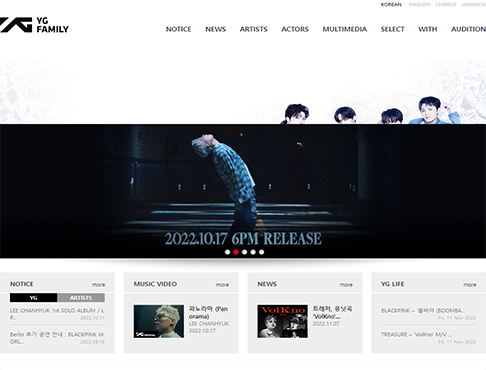 KOREAN ENGLISH CHINESE JAPANESE
YG
FAMILY
NOTICE NEWS ARTISTS ACTORS MULTIMEDIA SELECT WITH AUDITION
2022.10.17 6PM RELEASE
NOTICE more
YG ARTISTS
LEE CHANHYUK 1st SOLO ALBUM / L
P...
2022.10.11
Berlin 추가 공연 안내 : BLACKPINK W
ORL...
2022.09.16
MUSIC VIDEO more
파노라마 (Pan
orama)
LEE CHANHYUK
2022.10.17
NEWS more
VolKno
트레저, 유닛곡
'VolKno'...
2022.11.07
YG LIFE more
BLACKPINK – '붐바야 (BOOMBA...
Fri, 11 Nov 2022
TREASURE – 'VolKno' M/V ...
Fri, 11 Nov 2022